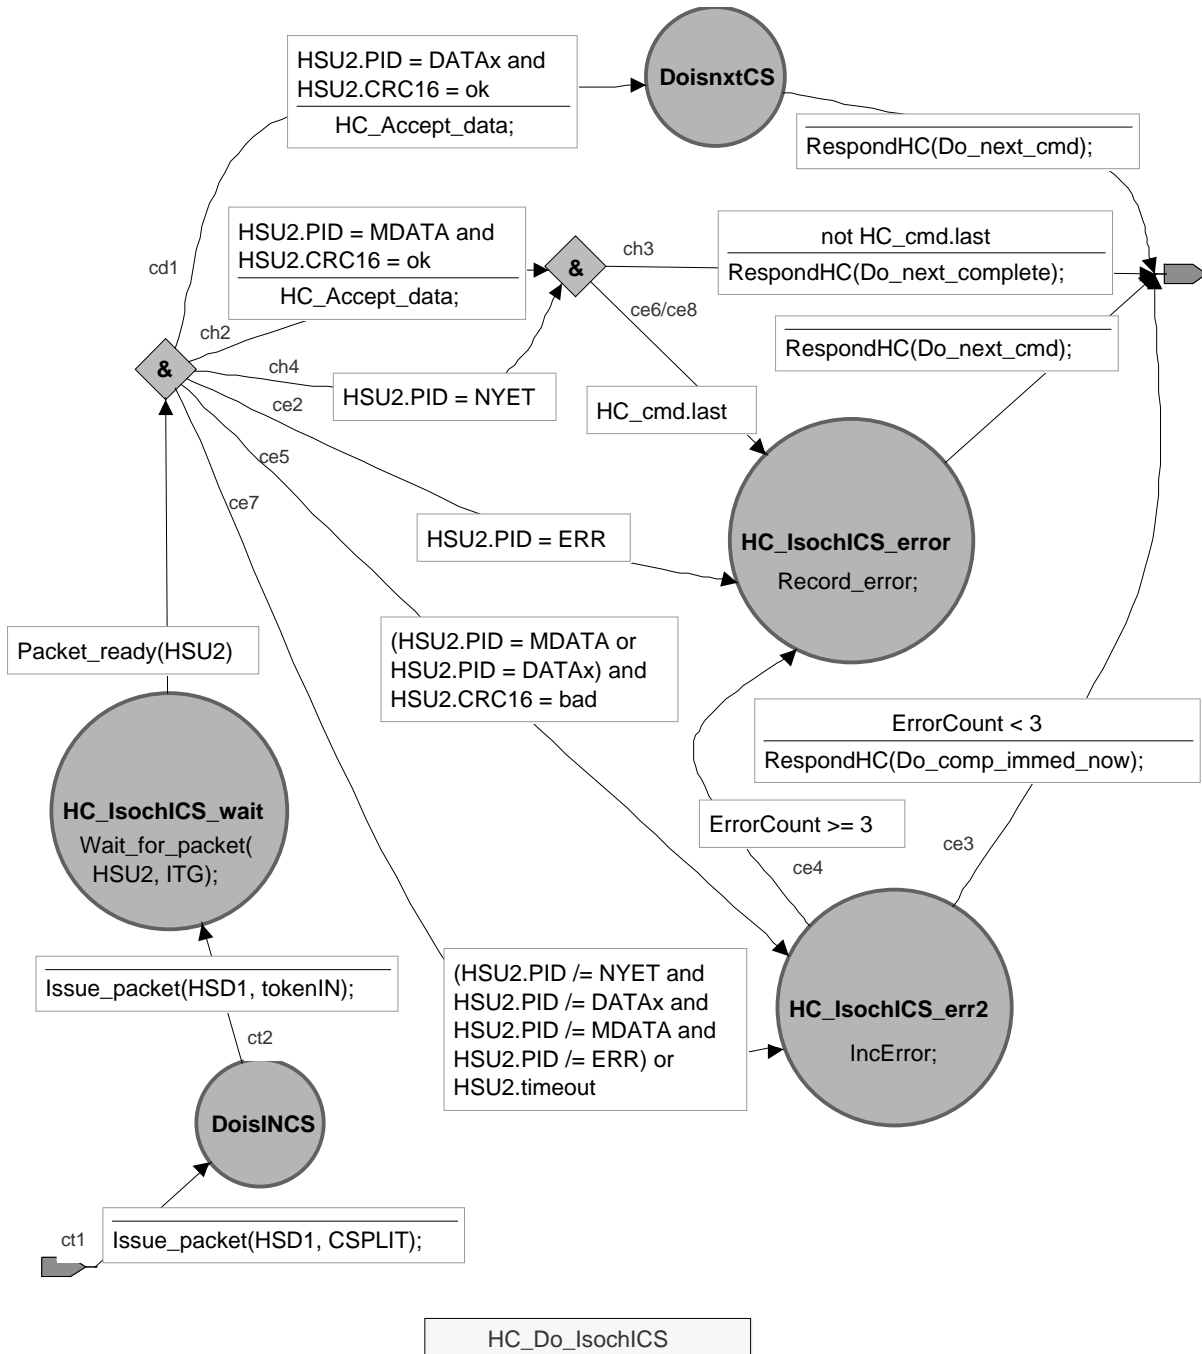 HSU2.PID = DATAx and
HSU2.CRC16 = ok
HC_Accept_data;
DoisnxtCS
RespondHC(Do_next_cmd);
cd1
HSU2.PID = MDATA and
HSU2.CRC16 = ok
HC_Accept_data;
&
ch3
not HC_cmd.last
RespondHC(Do_next_complete);
ch2
ce6/ce8
RespondHC(Do_next_cmd);
&
ch4
HSU2.PID = NYET
ce2
HC_cmd.last
ce5
ce7
HSU2.PID = ERR
HC_IsochICS_error
Record_error;
Packet_ready(HSU2)
(HSU2.PID = MDATA or
HSU2.PID = DATAx) and
HSU2.CRC16 = bad
ErrorCount < 3
RespondHC(Do_comp_immed_now);
HC_IsochICS_wait
Wait_for_packet(
HSU2, ITG);
ErrorCount >= 3
ce3
ce4
Issue_packet(HSD1, tokenIN);
ct2
(HSU2.PID /= NYET and
HSU2.PID /= DATAx and
HSU2.PID /= MDATA and
HSU2.PID /= ERR) or
HSU2.timeout
HC_IsochICS_err2
IncError;
DoisINCS
ct1
Issue_packet(HSD1, CSPLIT);
HC_Do_IsochICS